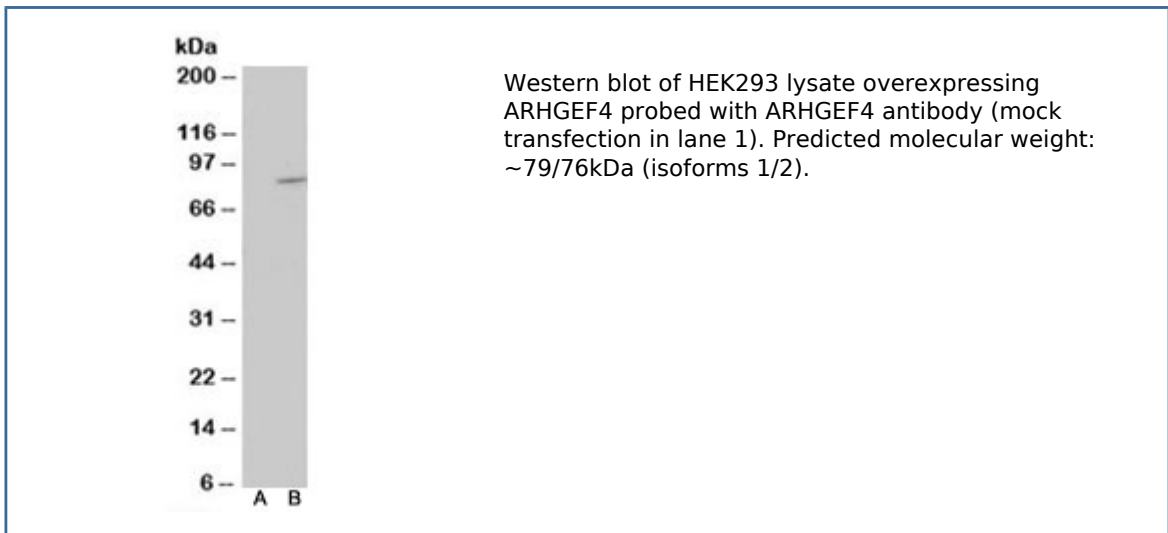 kDa
200 --
116 --
97 --
66 --
44 --
31 --
22 --
14 --
6 --
A B
Western blot of HEK293 lysate overexpressing
ARHGEF4 probed with ARHGEF4 antibody (mock
transfection in lane 1). Predicted molecular weight:
~79/76kDa (isoforms 1/2).